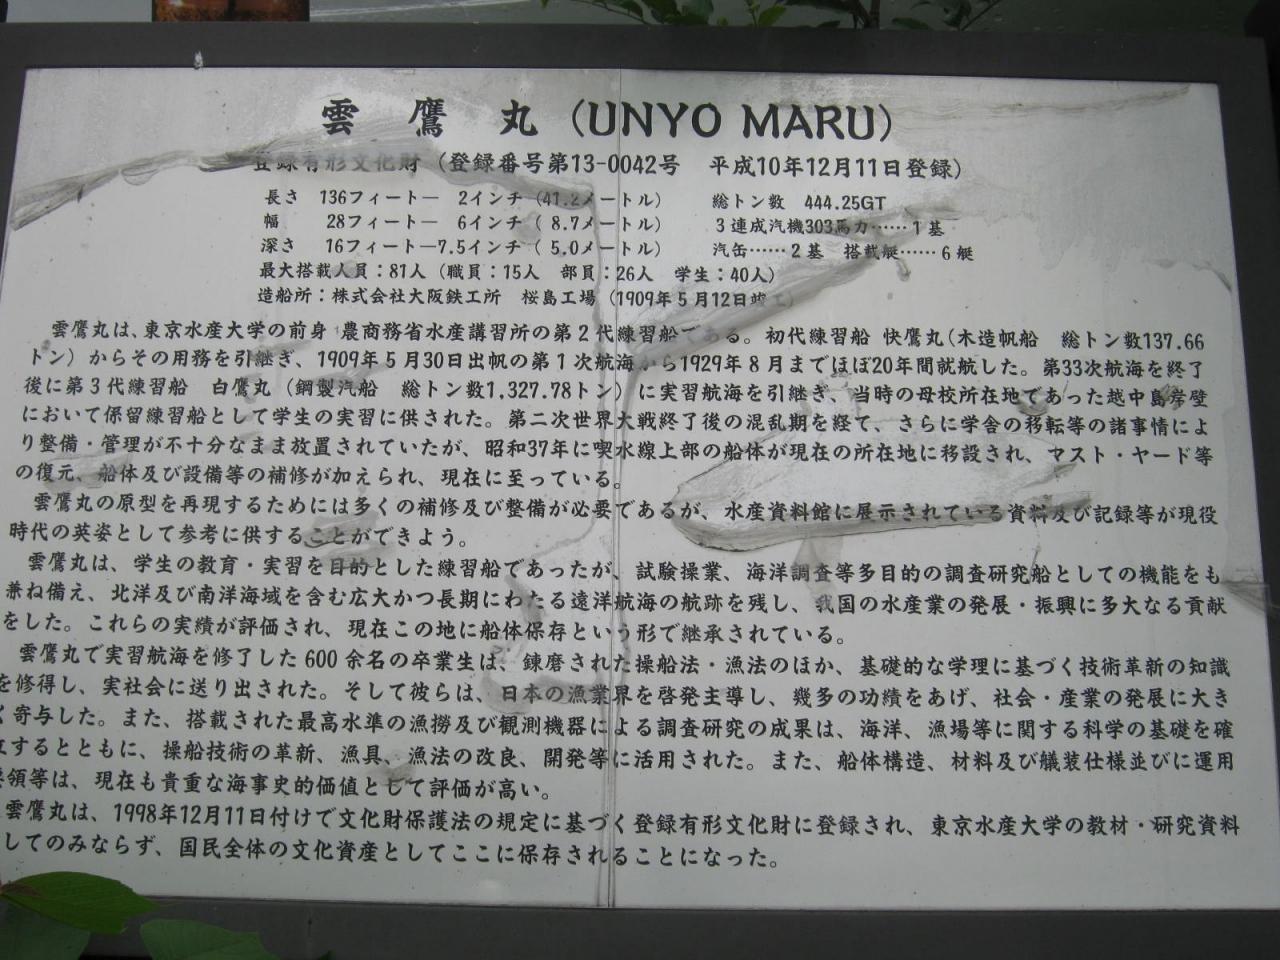 雲鷹丸（UNYO MARU）
登録有形文化財（登録番号第13-0042号　平成10年12月11日登録）
長さ　136フィート―　2インチ（41.2メートル）　総トン数　444.25GT
幅　28フィート―　6インチ（ 8.7メートル）　3連成汽機303馬力……1基
深さ　16フィート―7.5インチ（ 5.0メートル）　汽缶……2基　搭載艇……6艇
最大搭載人員：81人（職員：15人　部員：26人　学生：40人）
造船所：株式会社大阪鉄工所　桜島工場（1909年5月12日竣工）
雲鷹丸は、東京水産大学の前身 農商務省水産講習所の第2代練習船である。初代練習船 快鷹丸（木造帆船　総トン数137.66
トン）からその用務を引継ぎ、1909年5月30日出帆の第1次航海から1929年8月までほぼ20年間就航した。第33次航海を終了
後に第3代練習船　白鷹丸（鋼製汽船　総トン数1,327.78トン）に実習航海を引継ぎ、当時の母校所在地であった越中島岸壁
において係留練習船として学生の実習に供された。第二次世界大戦終了後の混乱期を経て、さらに学舎の移転等の諸事情によ
り整備・管理が不十分なまま放置されていたが、昭和37年に喫水線上部の船体が現在の所在地に移設され、マスト・ヤード等
の復元、船体及び設備等の補修が加えられ、現在に至っている。
雲鷹丸の原型を再現するためには多くの補修及び整備が必要であるが、水産資料館に展示されている資料及び記録等が現役
時代の英姿として参考に供することができよう。
雲鷹丸は、学生の教育・実習を目的とした練習船であったが、試験操業、海洋調査等多目的の調査研究船としての機能をも
兼ね備え、北洋及び南洋海域を含む広大かつ長期にわたる遠洋航海の航跡を残し、我国の水産業の発展・振興に多大なる貢献
をした。これらの実績が評価され、現在この地に船体保存という形で継承されている。
雲鷹丸で実習航海を修了した600余名の卒業生は、錬磨された操船法・漁法のほか、基礎的な学理に基づく技術革新の知識
を修得し、実社会に送り出された。そして彼らは、日本の漁業界を啓発主導し、幾多の功績をあげ、社会・産業の発展に大き
く寄与した。また、搭載された最高水準の漁撈及び観測機器による調査研究の成果は、海洋、漁場等に関する科学の基礎を確
立するとともに、操船技術の革新、漁具、漁法の改良、開発等に活用された。また、船体構造、材料及び艤装仕様並びに運用
要領等は、現在も貴重な海事史的価値として評価が高い。
雲鷹丸は、1998年12月11日付けで文化財保護法の規定に基づく登録有形文化財に登録され、東京水産大学の教材・研究資料
してのみならず、国民全体の文化資産としてここに保存されることになった。